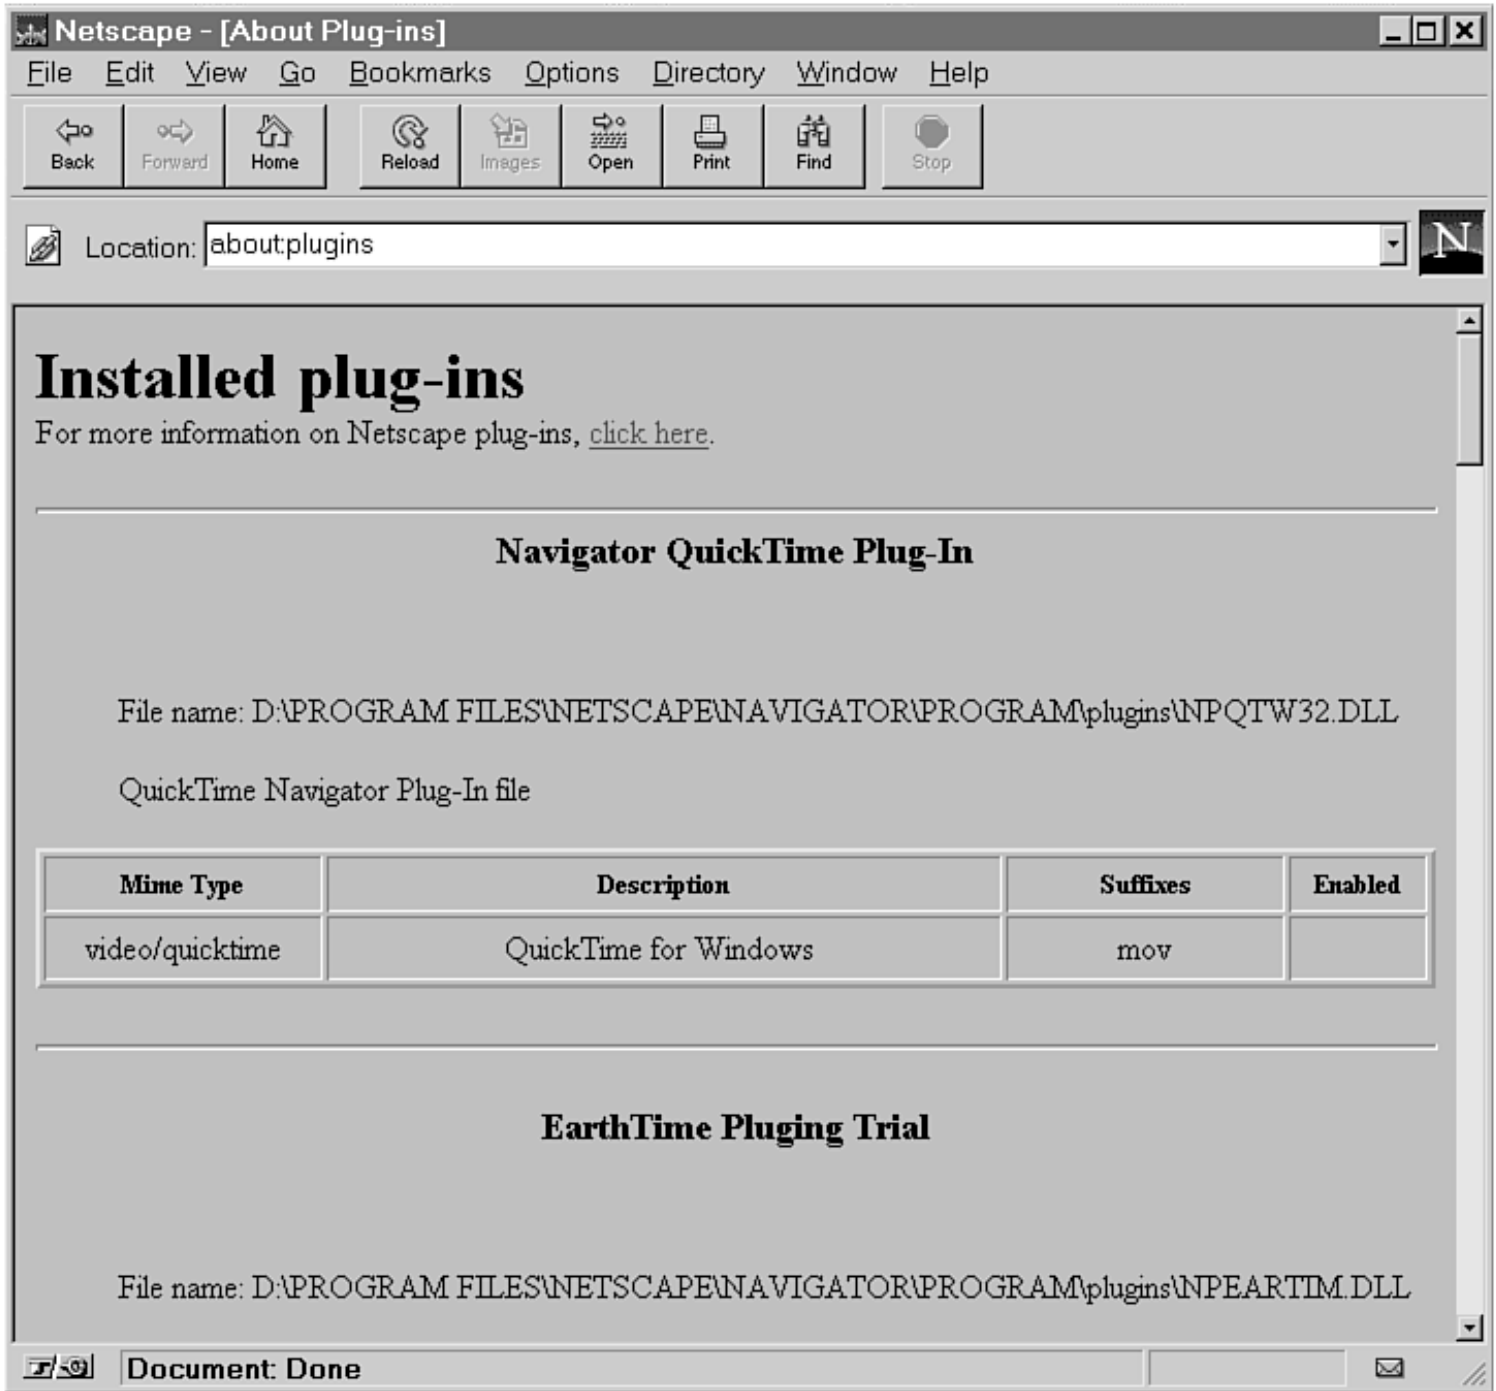 Netscape - [About Plug-ins]
File Edit View Go Bookmarks Options Directory Window Help
Back Forward Home Reload Images Open Print Find Stop
Location: about:plugins
N
Installed plug-ins
For more information on Netscape plug-ins, click here.
Navigator QuickTime Plug-In
File name: D:\PROGRAM FILES\NETSCAPE\NAVIGATOR\PROGRAM\plugins\NPQTW32.DLL
QuickTime Navigator Plug-In file
Mime Type Description Suffixes Enabled
video/quicktime QuickTime for Windows mov
EarthTime Pluging Trial
File name: D:\PROGRAM FILES\NETSCAPE\NAVIGATOR\PROGRAM\plugins\NPEARTIM.DLL
Document: Done